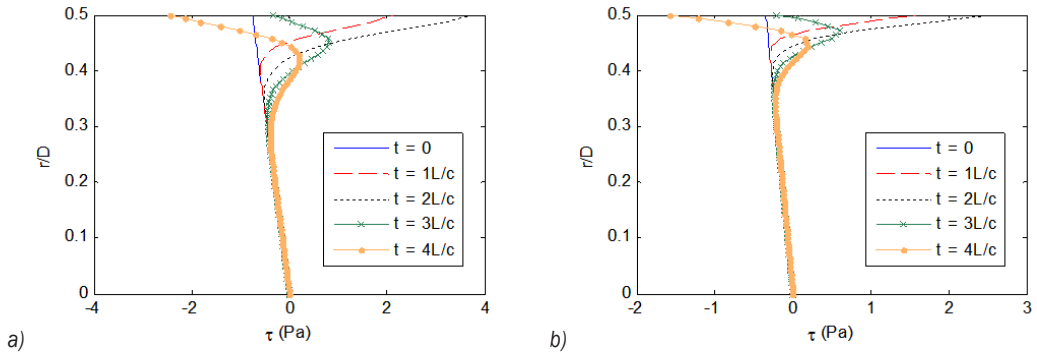 0.5
0.4
0.3
0.2
0.1
0
r/D
-4
-2
0
2
4
τ (Pa)
t = 0
t = 1L/c
t = 2L/c
t = 3L/c
t = 4L/c
a)
0.5
0.4
0.3
0.2
0.1
0
r/D
-2
-1
0
1
2
3
τ (Pa)
t = 0
t = 1L/c
t = 2L/c
t = 3L/c
t = 4L/c
b)